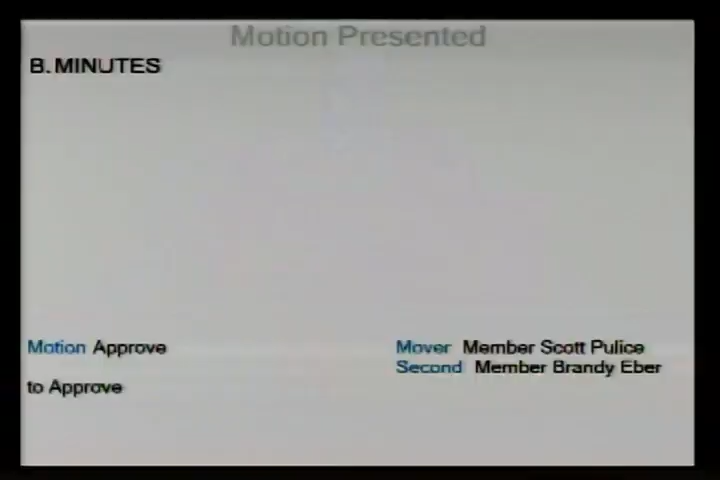 Motion Presented
B. MINUTES
Motion Approve
Mover Member Scott Pulice
Second Member Brandy Eber
to Approve